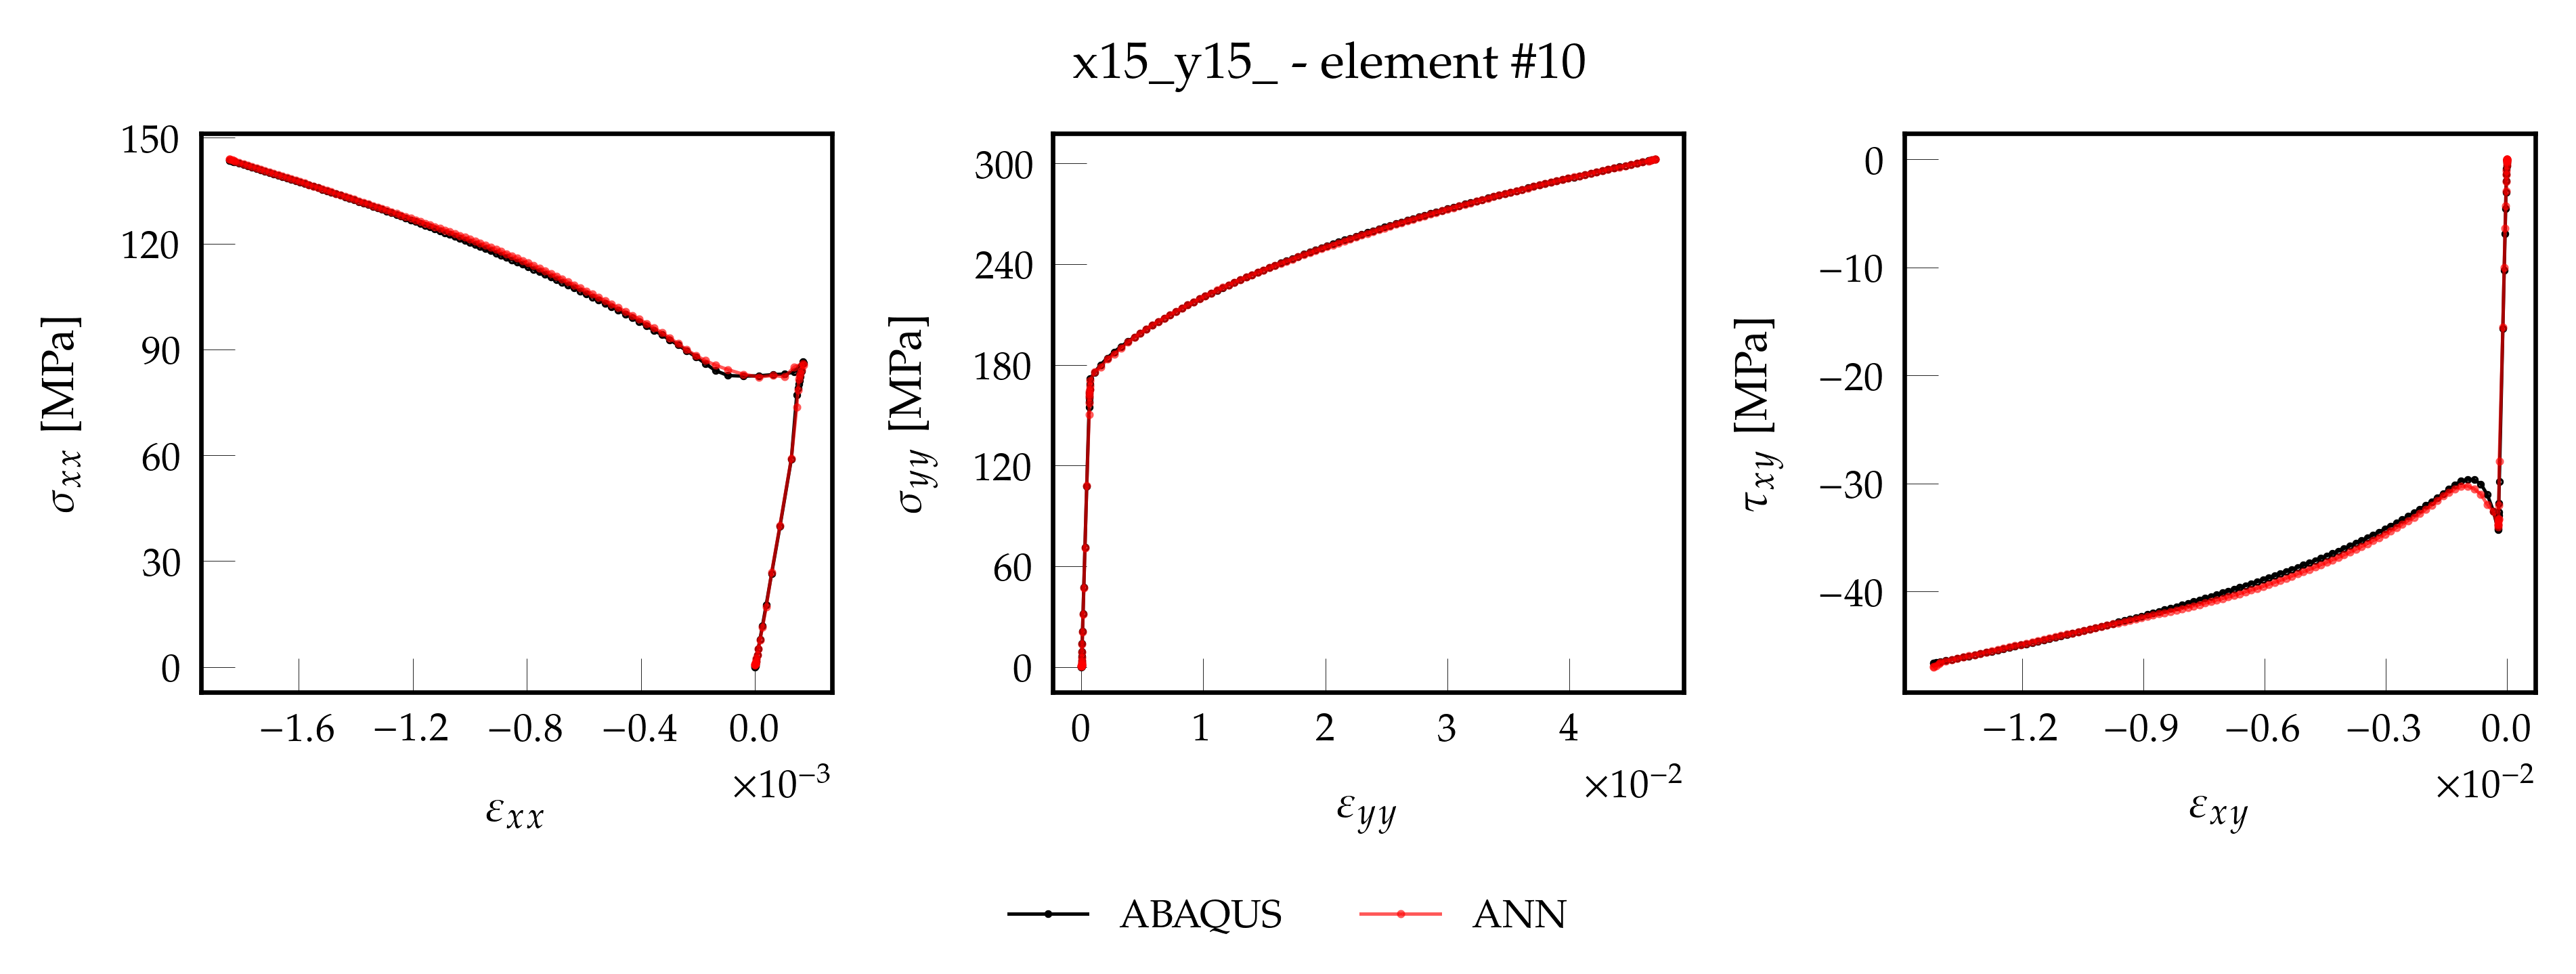 x15_y15_ - element #10
150
120
90
60
30
0
σxx [MPa]
−1.6 −1.2 −0.8 −0.4 0.0
×10−3
εxx
300
240
180
120
60
0
σyy [MPa]
0 1 2 3 4
×10−2
εyy
0
−10
−20
−30
−40
τxy [MPa]
−1.2 −0.9 −0.6 −0.3 0.0
×10−2
εxy
ABAQUS ANN